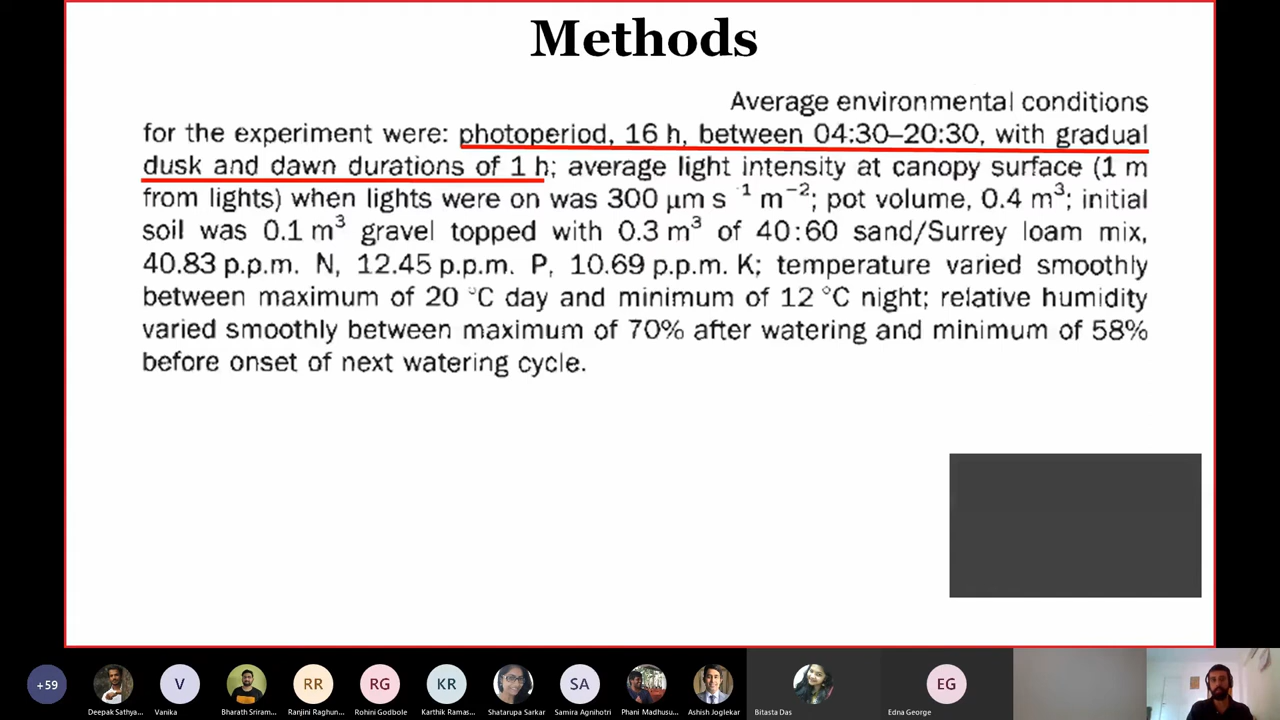 Methods
Average environmental conditions
for the experiment were: photoperiod, 16 h, between 04:30–20:30, with gradual
dusk and dawn durations of 1 h; average light intensity at canopy surface (1 m
from lights) when lights were on was 300 μm s⁻¹ m⁻²; pot volume, 0.4 m³; initial
soil was 0.1 m³ gravel topped with 0.3 m³ of 40:60 sand/Surrey loam mix,
40.83 p.p.m. N, 12.45 p.p.m. P, 10.69 p.p.m. K; temperature varied smoothly
between maximum of 20 °C day and minimum of 12 °C night; relative humidity
varied smoothly between maximum of 70% after watering and minimum of 58%
before onset of next watering cycle.
+59 V RR RG KR SA EG
Deepak Sathya... Vanika Bharath Sriram... Ranjini Raghun... Rohini Godbole Karthik Ramas... Shatarupa Sarkar Samira Agnihotri Phani Madhusu... Ashish Joglekar Bitasta Das Edna George